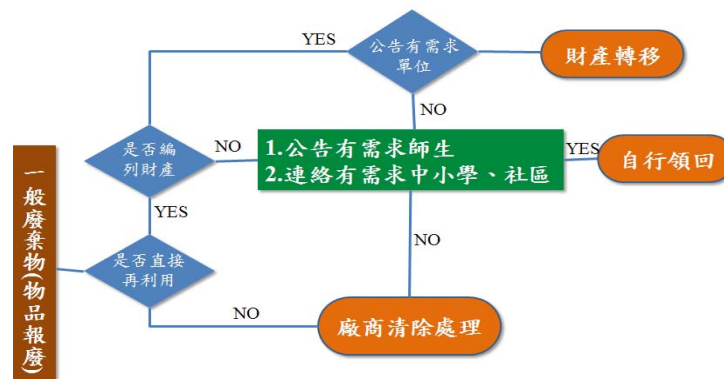 YES
公告有需求
單位
財產轉移
NO
是否編
列財產
NO
1.公告有需求師生
2.連絡有需求中小學、社區
YES
自行領回
一般廢棄物(物品報廢)
YES
NO
是否直接
再利用
NO
廠商清除處理